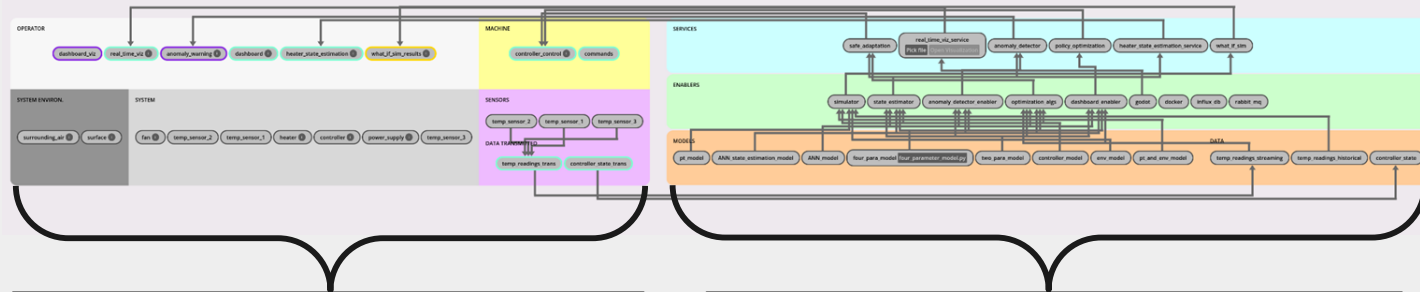 OPERATOR
dashboard_viz
real_time_viz
anomaly_warning
dashboard
heater_state_estimation
what_if_sim_results
MACHINE
controller_control
commands
SYSTEM ENVIRON.
surrounding_air
surface
SYSTEM
fan
temp_sensor_2
temp_sensor_1
heater
controller
power_supply
temp_sensor_3
SENSORS
temp_sensor_2
temp_sensor_1
temp_sensor_3
temp_readings_trans
controller_state_trans
SERVICES
safe_adaptation
real_time_viz_service
Pick file
anomaly_detector
policy_optimization
heater_state_estimation_service
what_if_sim
ENABLERS
simulator
state_estimator
anomaly_detector_enabler
optimization_algs
dashboard_enabler
godot
docker
influx_db
rabbit_mq
MODELS
pt_model
ANN_state_estimation_model
ANN_model
four_para_model
four_parameter_model.py
two_para_model
controller_model
env_model
pt_and_env_model
DATA
temp_readings_streaming
temp_readings_historical
controller_state